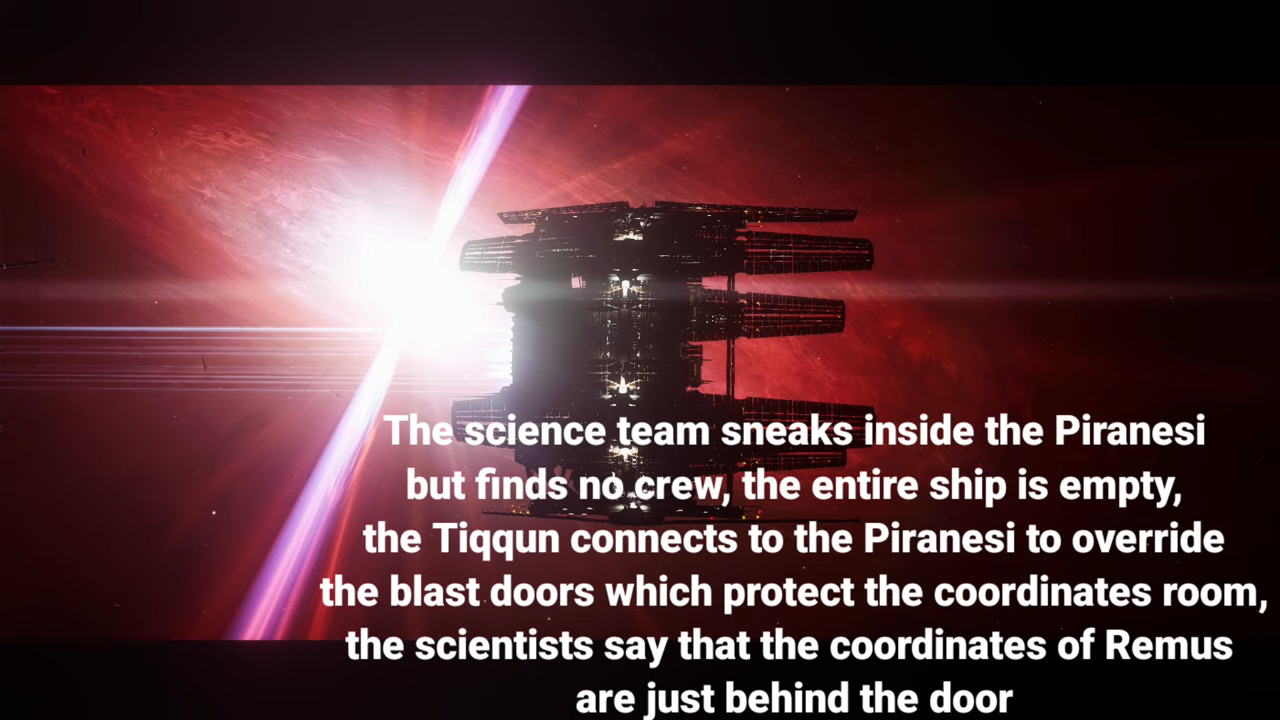 The science team sneaks inside the Piranesi
but finds no crew, the entire ship is empty,
the Tiqqun connects to the Piranesi to override
the blast doors which protect the coordinates room,
the scientists say that the coordinates of Remus
are just behind the door